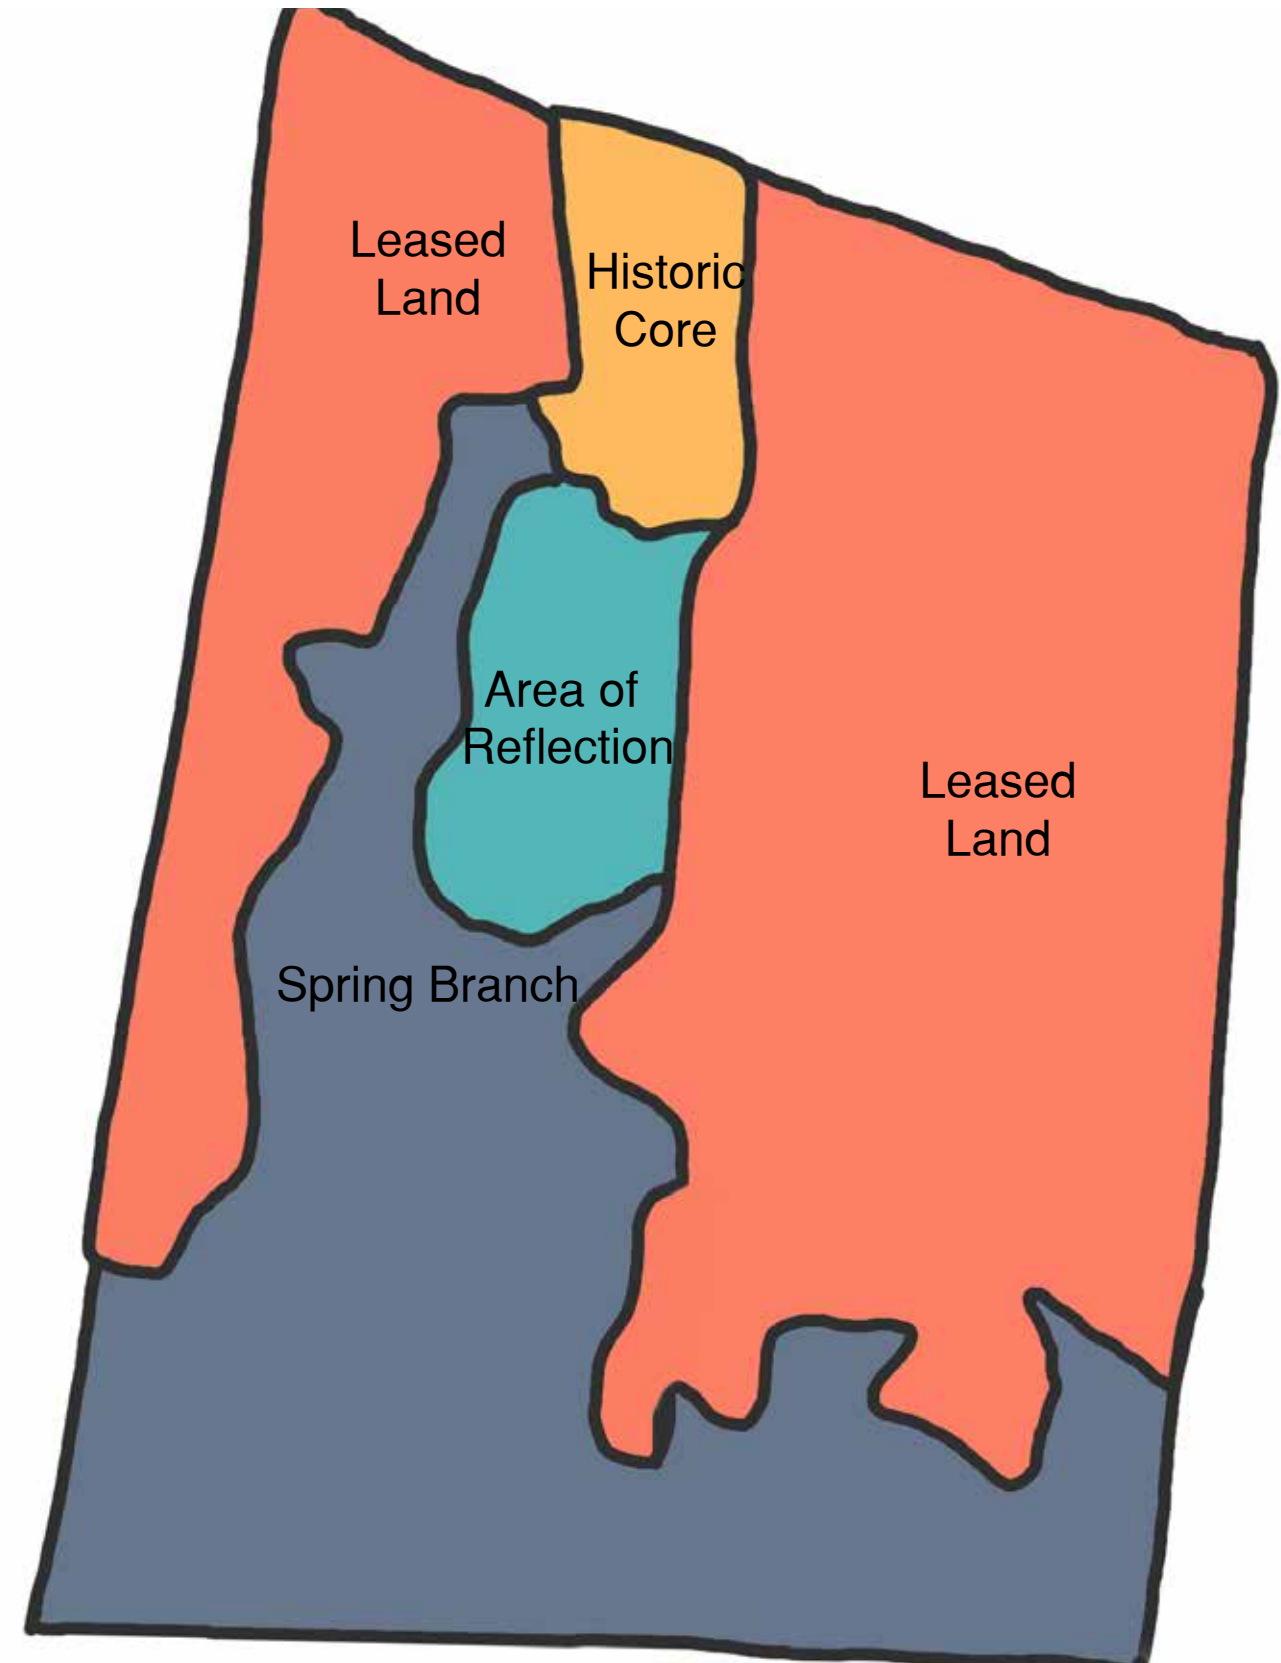 Leased
Land
Historic
Core
Area of
Reflection
Leased
Land
Spring Branch